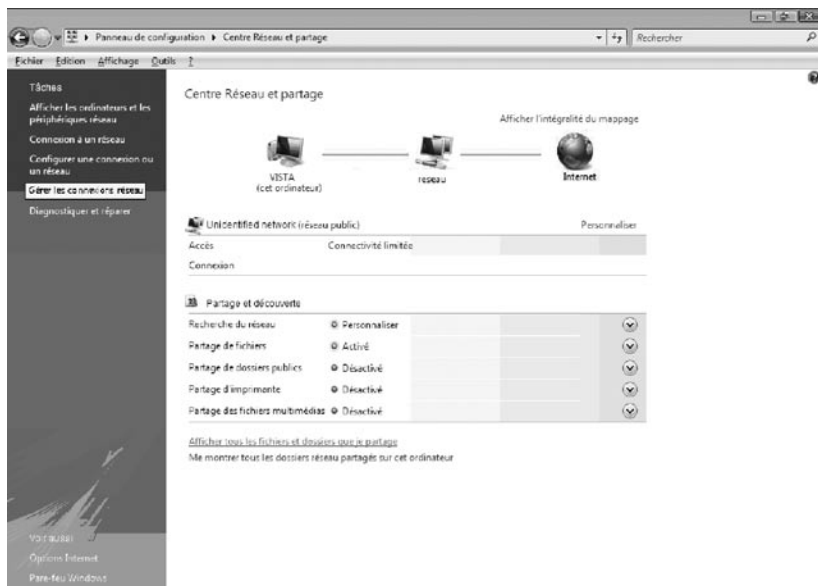 Panneau de configuration Centre Réseau et partage
Rechercher
Fichier Edition Affichage Outils ?
Tâches
Afficher les ordinateurs et les
périphériques réseau
Connexion à un réseau
Configurer une connexion ou
un réseau
Gérer les connexions réseau
Diagnostiquer et réparer
Voir aussi
Options Internet
Pare-feu Windows
Centre Réseau et partage
Afficher l'intégralité du mappage
VISTA
(cet ordinateur)
reseau
Internet
Unidentified network (réseau public) Personnaliser
Accès Connectivité limitée
Connexion
Partage et découverte
Recherche du réseau Personnaliser
Partage de fichiers Activé
Partage de dossiers publics Désactivé
Partage d'imprimante Désactivé
Partage des fichiers multimédias Désactivé
Afficher tous les fichiers et dossiers que je partage
Me montrer tous les dossiers réseau partagés sur cet ordinateur